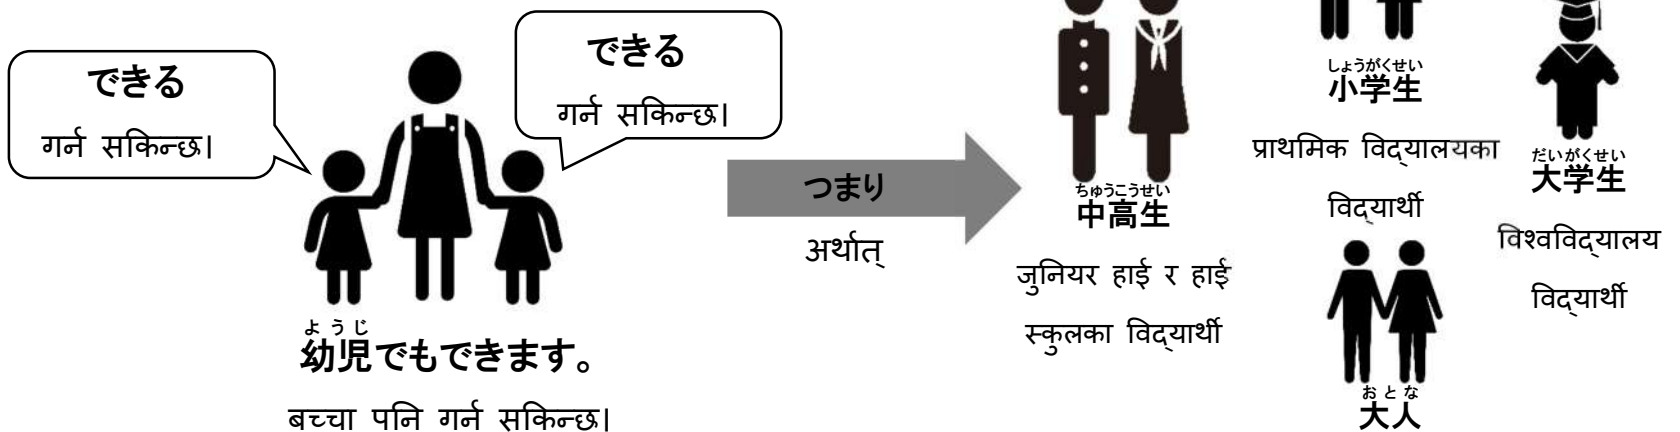 できる
गर्न सकिन्छ।
できる
गर्न सकिन्छ।
ようじ
幼児でもできます。
बच्चा पनि गर्न सकिन्छ।
つまり
अर्थात्
ちゅうこうせい
中高生
जुनियर हाई र हाई
स्कुलका विद्यार्थी
しょうがくせい
小学生
प्राथमिक विद्यालयका
विद्यार्थी
だいがくせい
大学生
विश्वविद्यालय
विद्यार्थी
おとな
大人